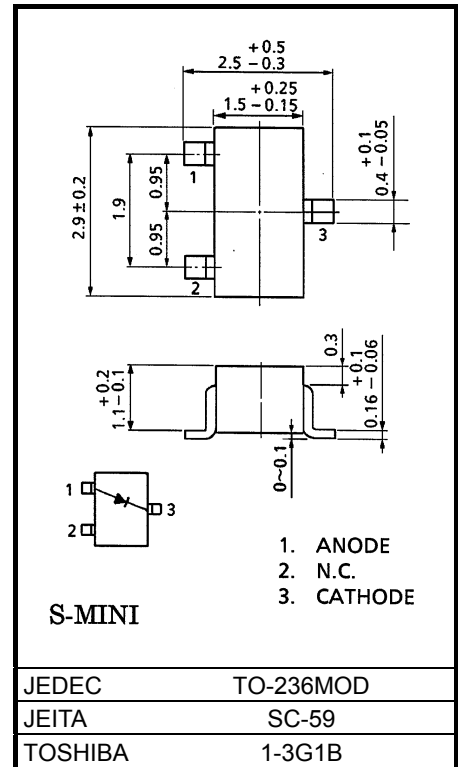 +0.5
2.5 −0.3
+0.25
1.5 −0.15
2.9 ± 0.2
1.9
0.95
0.95
+0.1
0.4 −0.05
1
2
3
+0.2
1.1−0.1
0.3
+0.1
0.16 −0.06
0~0.1
1
2
3
1. ANODE
2. N.C.
3. CATHODE
S-MINI
JEDEC TO-236MOD
JEITA SC-59
TOSHIBA 1-3G1B